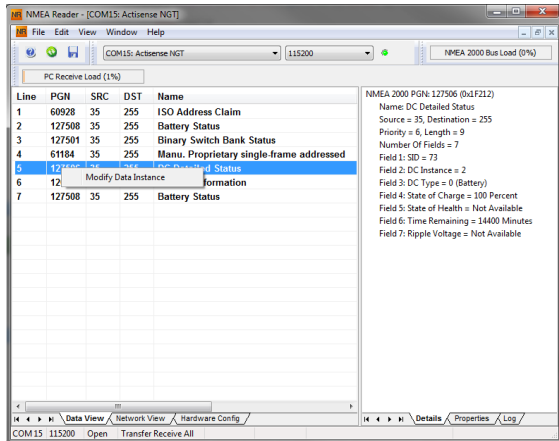 NR NMEA Reader - [COM15: Actisense NGT]
NR File Edit View Window Help
COM15: Actisense NGT 115200 NMEA 2000 Bus Load (0%)
PC Receive Load (1%)
Line PGN SRC DST Name
1 60928 35 255 ISO Address Claim
2 127508 35 255 Battery Status
3 127501 35 255 Binary Switch Bank Status
4 61184 35 255 Manu. Proprietary single-frame addressed
5 127506 35 255 DC Detailed Status
Modify Data Instance
6
7 127508 35 255 Battery Status
Data View Network View Hardware Config
COM15 115200 Open Transfer Receive All
NMEA 2000 PGN: 127506 (0x1F212)
Name: DC Detailed Status
Source = 35, Destination = 255
Priority = 6, Length = 9
Number Of Fields = 7
Field 1: SID = 73
Field 2: DC Instance = 2
Field 3: DC Type = 0 (Battery)
Field 4: State of Charge = 100 Percent
Field 5: State of Health = Not Available
Field 6: Time Remaining = 14400 Minutes
Field 7: Ripple Voltage = Not Available
Details Properties Log